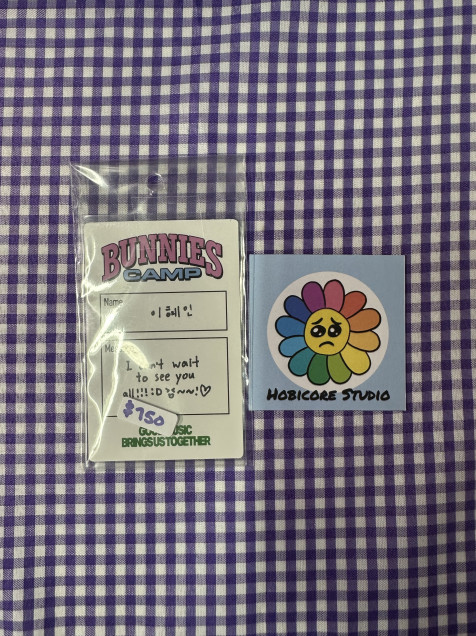 BUNNIES
CAMP
Name
이혜인
Me
I can't wait
to see you
all!!! :D 냥~~!♡
$750
GOOD MUSIC
BRINGS US TOGETHER
HOBICORE STUDIO